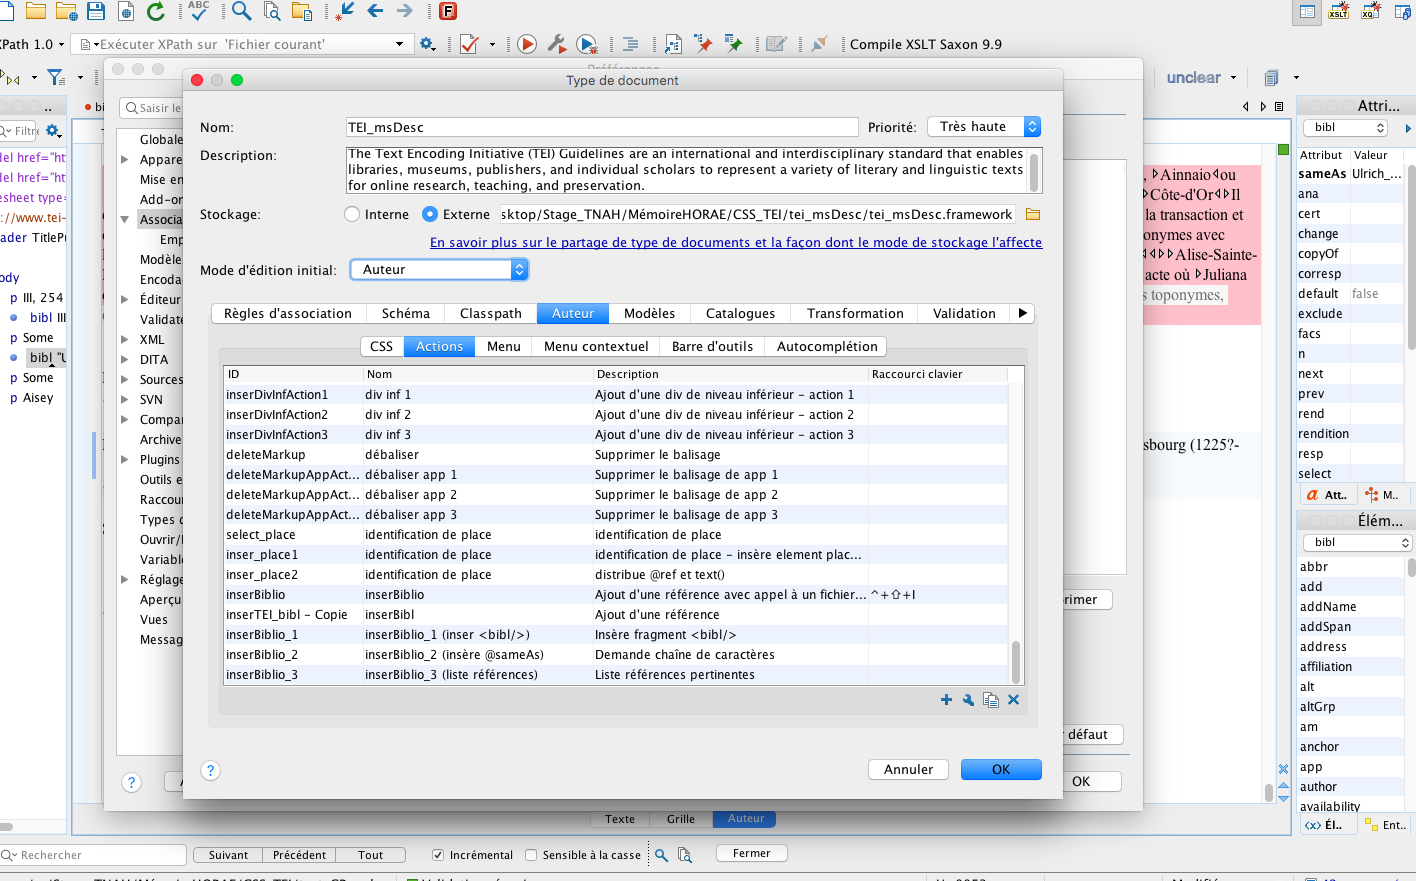 ABC
XPath 1.0
Exécuter XPath sur 'Fichier courant'
Compile XSLT Saxon 9.9
XSLT
XQ
unclear
Préférences
Type de document
Nom:
TEI_msDesc
Priorité:
Très haute
Description:
The Text Encoding Initiative (TEI) Guidelines are an international and interdisciplinary standard that enables
libraries, museums, publishers, and individual scholars to represent a variety of literary and linguistic texts
for online research, teaching, and preservation.
Stockage:
Interne
Externe
sktop/Stage_TNAH/MémoireHORAE/CSS_TEI/tei_msDesc/tei_msDesc.framework
En savoir plus sur le partage de type de documents et la façon dont le mode de stockage l'affecte
Mode d'édition initial:
Auteur
Règles d'association
Schéma
Classpath
Auteur
Modèles
Catalogues
Transformation
Validation
CSS
Actions
Menu
Menu contextuel
Barre d'outils
Autocomplétion
ID Nom Description Raccourci clavier
inserDivInfAction1 div inf 1 Ajout d'une div de niveau inférieur – action 1
inserDivInfAction2 div inf 2 Ajout d'une div de niveau inférieur – action 2
inserDivInfAction3 div inf 3 Ajout d'une div de niveau inférieur – action 3
deleteMarkup débaliser Supprimer le balisage
deleteMarkupAppAct... débaliser app 1 Supprimer le balisage de app 1
deleteMarkupAppAct... débaliser app 2 Supprimer le balisage de app 2
deleteMarkupAppAct... débaliser app 3 Supprimer le balisage de app 3
select_place identification de place identification de place
inser_place1 identification de place identification de place – insère element plac...
inser_place2 identification de place distribue @ref et text()
inserBiblio inserBiblio Ajout d'une référence avec appel à un fichier... ^+⇧+I
inserTEI_bibl – Copie inserBibl Ajout d'une référence
inserBiblio_1 inserBiblio_1 (inser <bibl/>) Insère fragment <bibl/>
inserBiblio_2 inserBiblio_2 (insère @sameAs) Demande chaîne de caractères
inserBiblio_3 inserBiblio_3 (liste références) Liste références pertinentes
?
Annuler
OK
Saisir le
Globale
Appare
Mise en
Add-on
Associa
Emp
Modèle
Encoda
Éditeur
Validate
XML
DITA
Sources
SVN
Compar
Archive
Plugins
Outils e
Raccou
Types d
Ouvrir/
Variabl
Réglage
Aperçu
Vues
Messag
?
rimer
r défaut
OK
bi
Filtre
del href="ht
del href="ht
esheet type=
://www.tei-
ader TitlePu
ody
p III, 254
bibl III
p Some
bibl "U
p Some
p Aisey
, Ainnaio ou
Côte-d'Or Il
la transaction et
onymes avec
Alise-Sainte-
acte où Juliana
s toponymes,
sbourg (1225?-
Attri...
bibl
Attribut Valeur
sameAs Ulrich_...
ana
cert
change
copyOf
corresp
default false
exclude
facs
n
next
prev
rend
rendition
resp
select
Att..
M..
Élém...
bibl
abbr
add
addName
addSpan
address
affiliation
alt
altGrp
am
anchor
app
author
availability
Él..
Ent..
Texte
Grille
Auteur
Rechercher
Suivant
Précédent
Tout
Incrémental
Sensible à la casse
Fermer